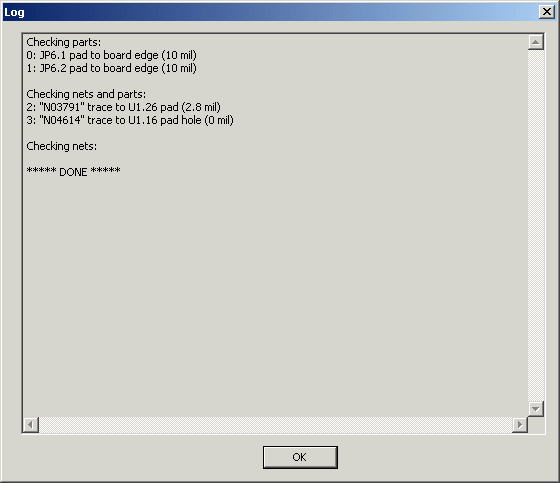 Log
Checking parts:
0: JP6.1 pad to board edge (10 mil)
1: JP6.2 pad to board edge (10 mil)
Checking nets and parts:
2: "N03791" trace to U1.26 pad (2.8 mil)
3: "N04614" trace to U1.16 pad hole (0 mil)
Checking nets:
***** DONE *****
OK